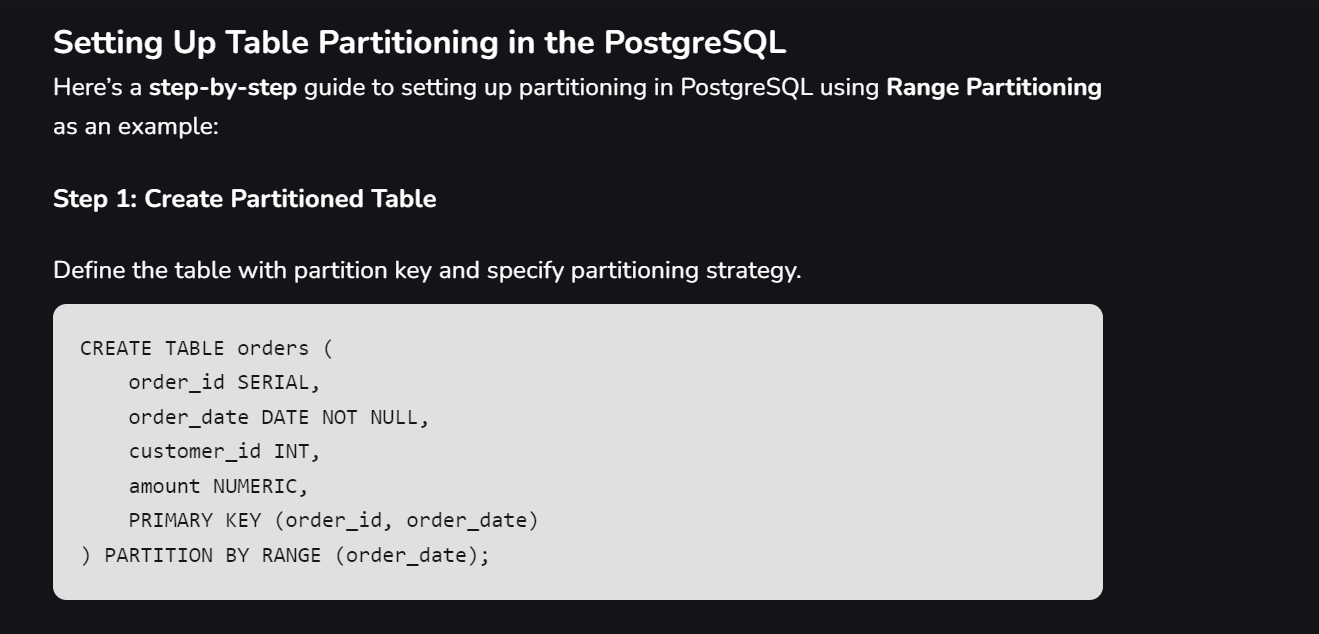 Setting Up Table Partitioning in the PostgreSQL
Here’s a step-by-step guide to setting up partitioning in PostgreSQL using Range Partitioning
as an example:
Step 1: Create Partitioned Table
Define the table with partition key and specify partitioning strategy.
CREATE TABLE orders (
    order_id SERIAL,
    order_date DATE NOT NULL,
    customer_id INT,
    amount NUMERIC,
    PRIMARY KEY (order_id, order_date)
) PARTITION BY RANGE (order_date);